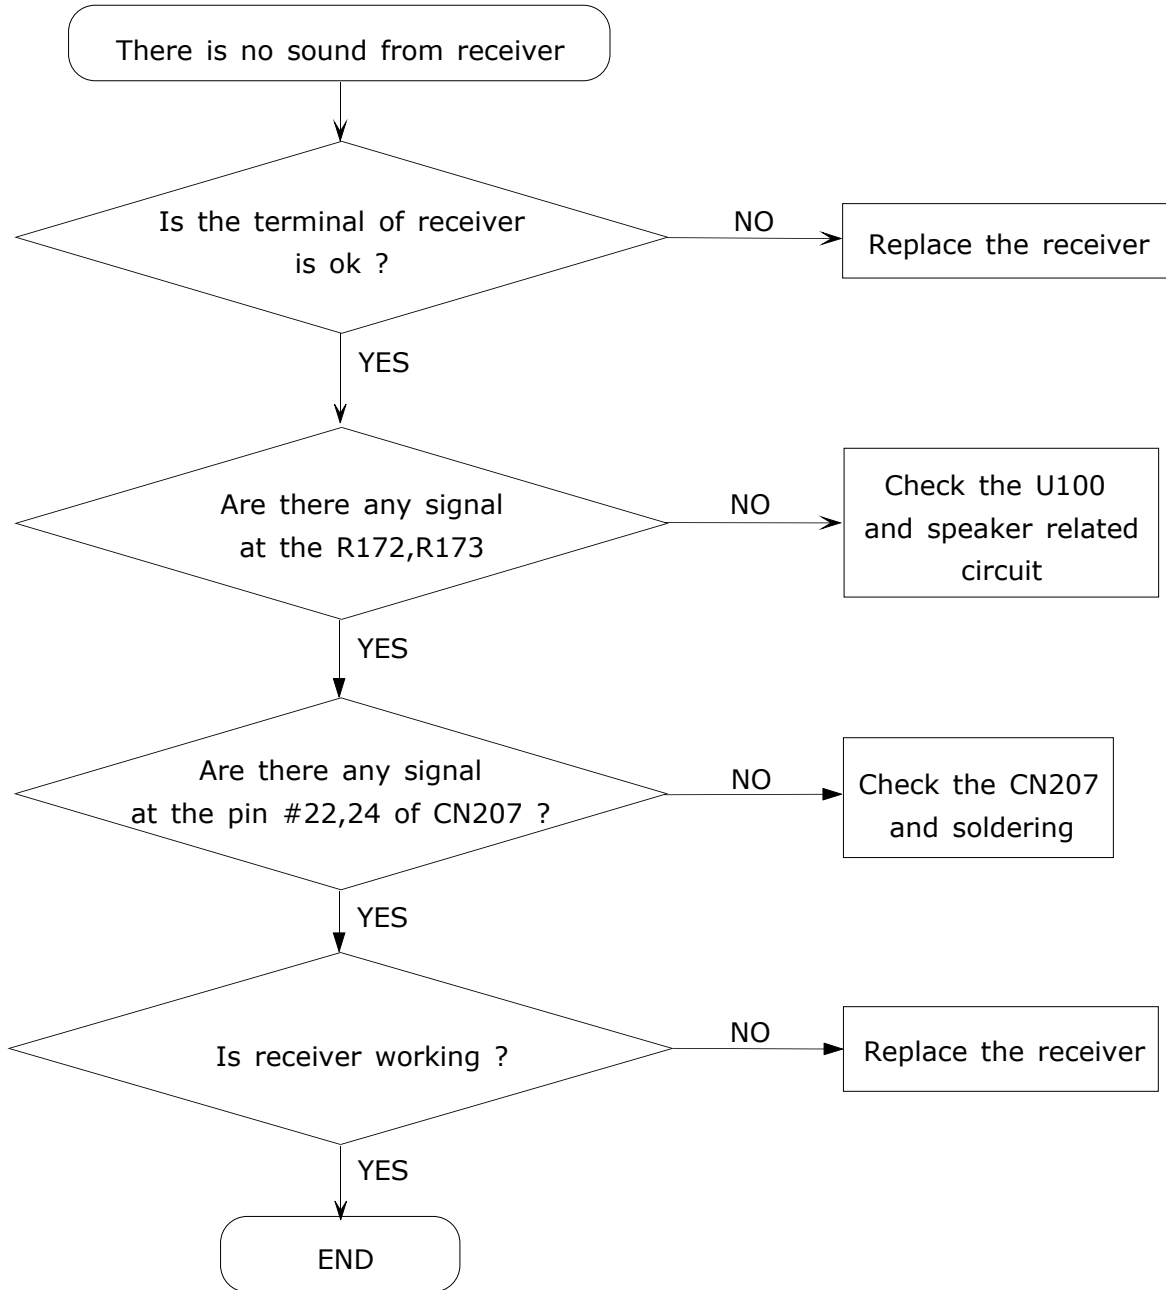 There is no sound from receiver
Is the terminal of receiver
is ok ?
NO
Replace the receiver
YES
Are there any signal
at the R172,R173
NO
Check the U100
and speaker related
circuit
YES
Are there any signal
at the pin #22,24 of CN207 ?
NO
Check the CN207
and soldering
YES
Is receiver working ?
NO
Replace the receiver
YES
END